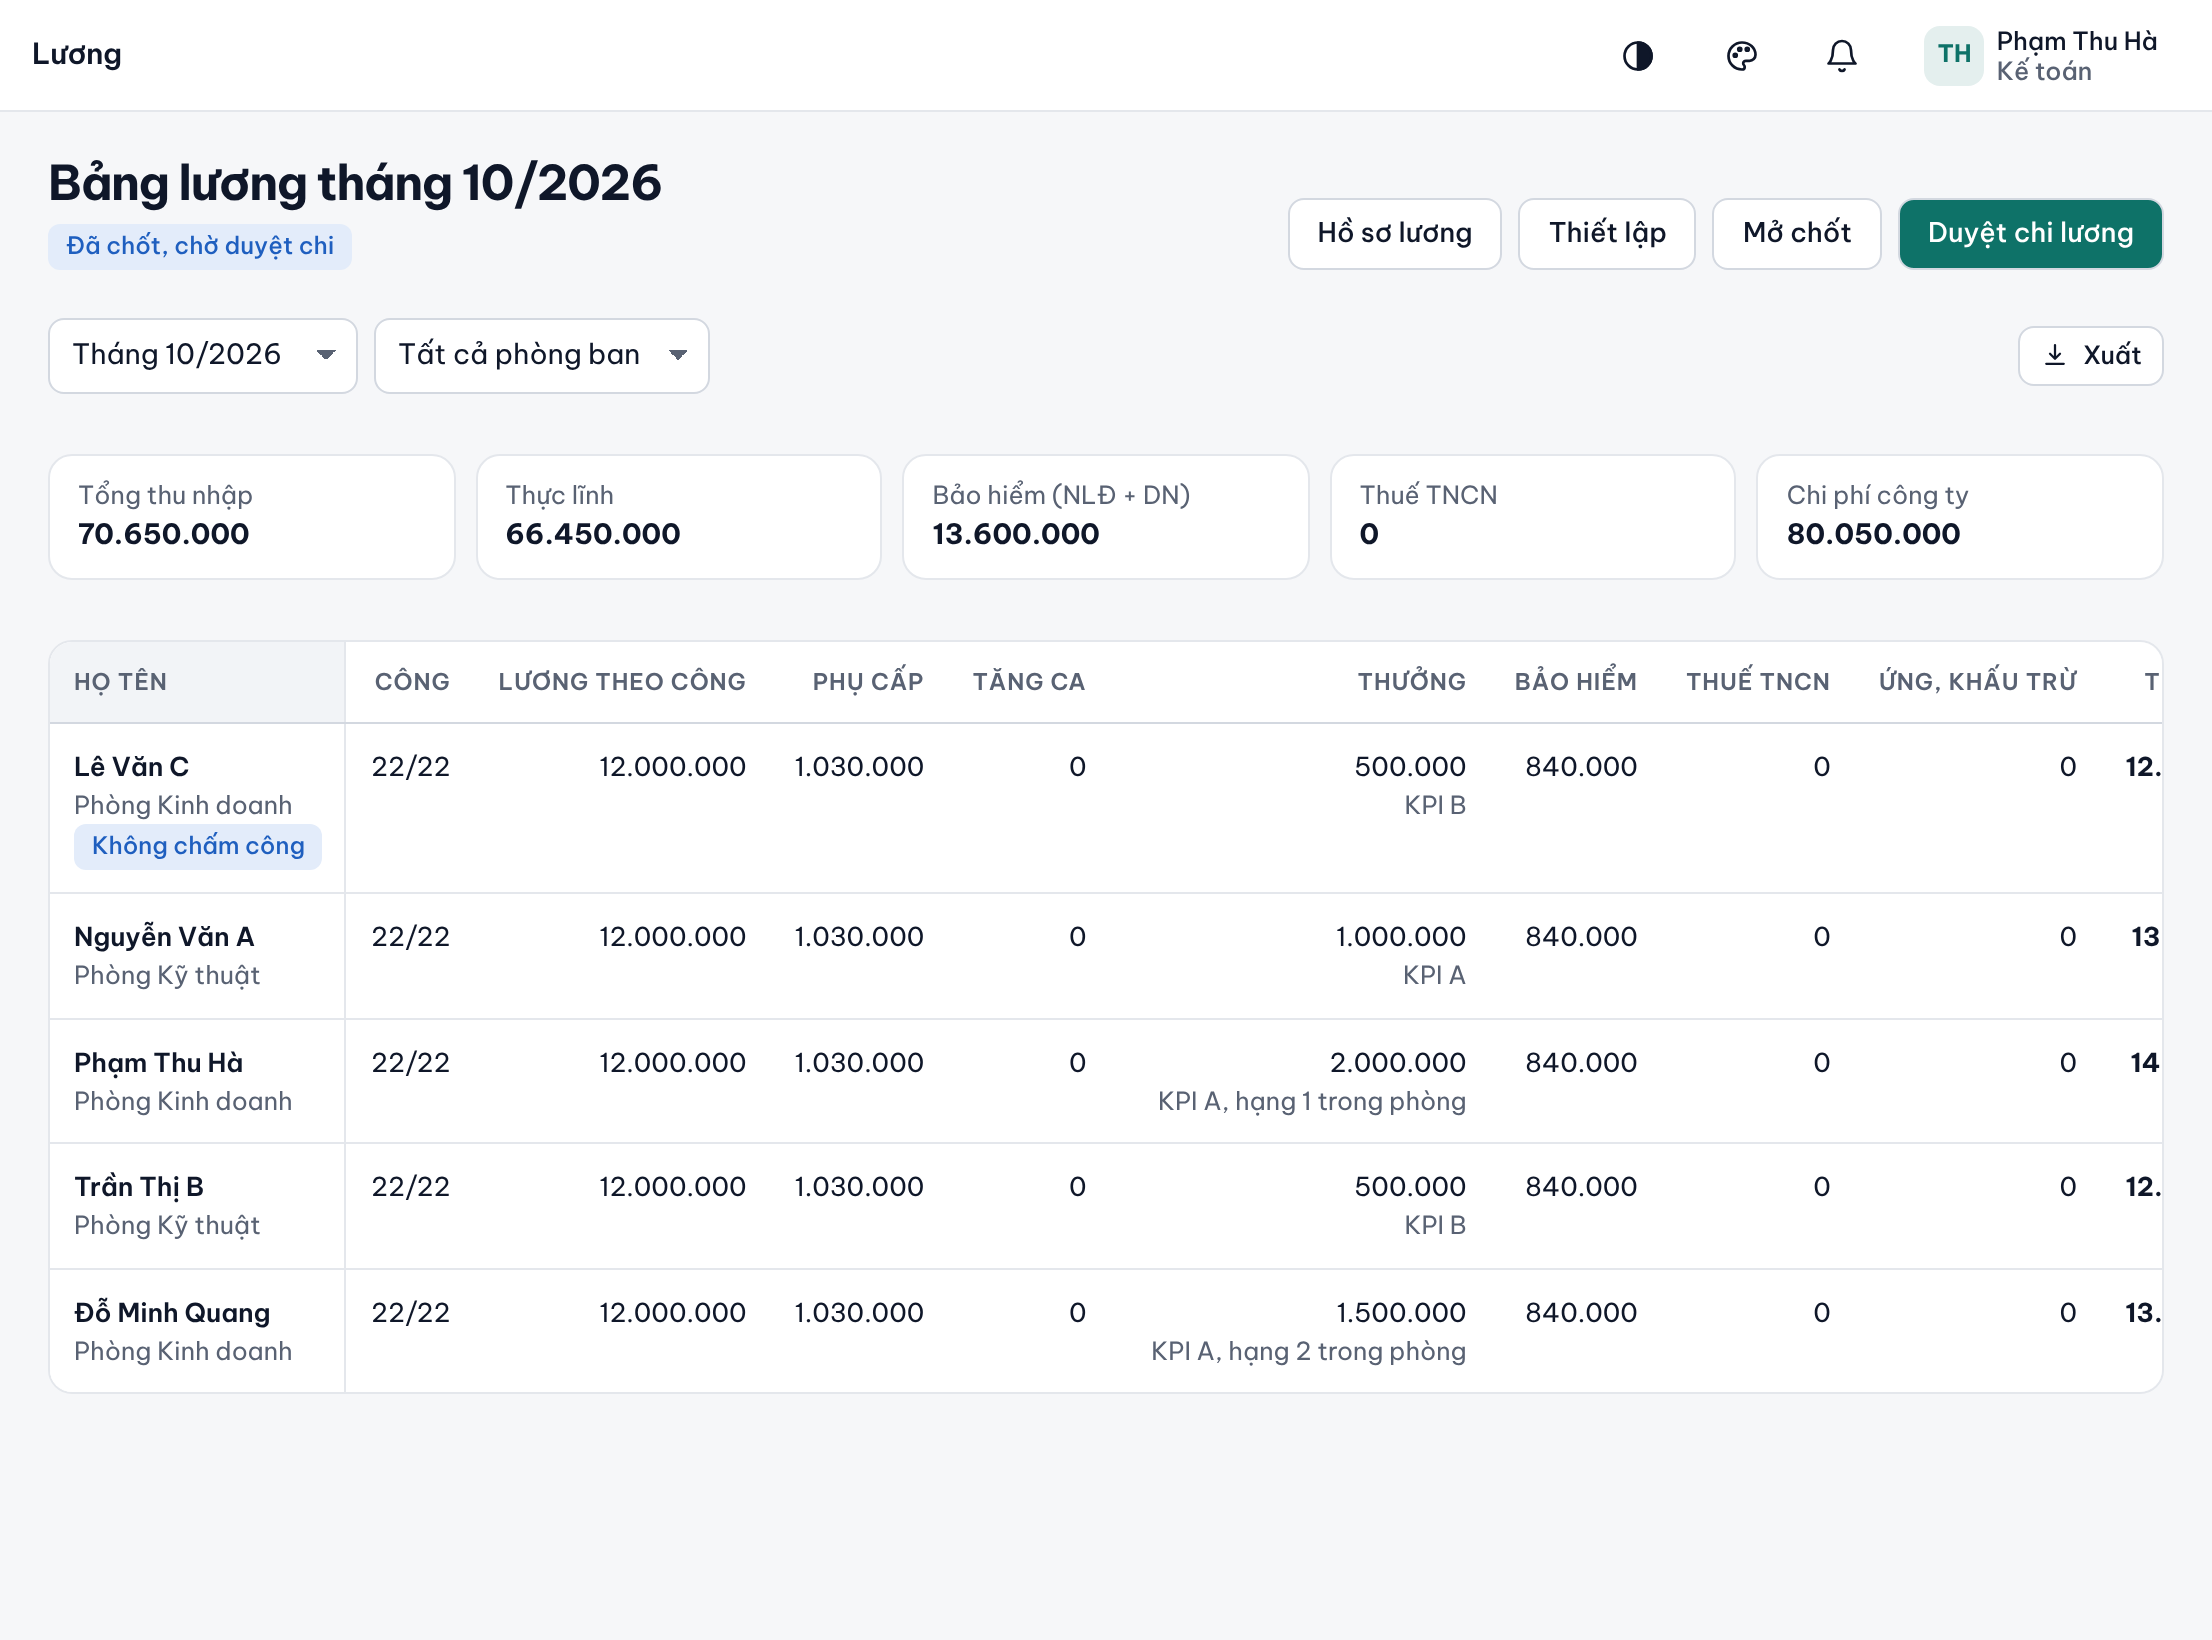 Lương
TH
Phạm Thu Hà
Kế toán
Bảng lương tháng 10/2026
Đã chốt, chờ duyệt chi
Hồ sơ lương
Thiết lập
Mở chốt
Duyệt chi lương
Tháng 10/2026
Tất cả phòng ban
Xuất
Tổng thu nhập
70.650.000
Thực lĩnh
66.450.000
Bảo hiểm (NLĐ + DN)
13.600.000
Thuế TNCN
0
Chi phí công ty
80.050.000
HỌ TÊN CÔNG LƯƠNG THEO CÔNG PHỤ CẤP TĂNG CA THƯỞNG BẢO HIỂM THUẾ TNCN ỨNG, KHẤU TRỪ T
Lê Văn C 22/22 12.000.000 1.030.000 0 500.000 840.000 0 0 12.
Phòng Kinh doanh KPI B
Không chấm công
Nguyễn Văn A 22/22 12.000.000 1.030.000 0 1.000.000 840.000 0 0 13
Phòng Kỹ thuật KPI A
Phạm Thu Hà 22/22 12.000.000 1.030.000 0 2.000.000 840.000 0 0 14
Phòng Kinh doanh KPI A, hạng 1 trong phòng
Trần Thị B 22/22 12.000.000 1.030.000 0 500.000 840.000 0 0 12.
Phòng Kỹ thuật KPI B
Đỗ Minh Quang 22/22 12.000.000 1.030.000 0 1.500.000 840.000 0 0 13.
Phòng Kinh doanh KPI A, hạng 2 trong phòng